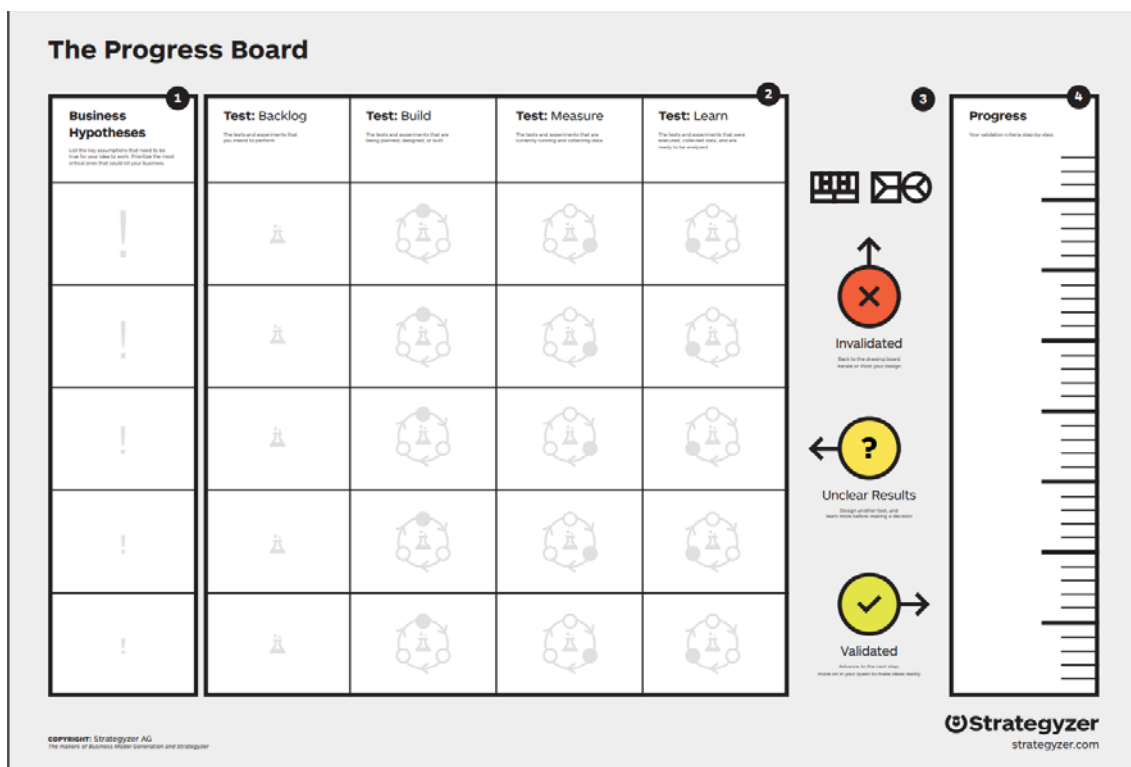 The Progress Board
1
Business
Hypotheses
List the key assumptions that need to be
true for your idea to work. Prioritize the most
critical ones that could kill your business.
2
Test: Backlog
The tests and experiments that
you intend to perform.
Test: Build
The tests and experiments that are
being planned, designed, or built.
Test: Measure
The tests and experiments that are
currently running and collecting data.
Test: Learn
The tests and experiments that were
executed, collected data, and are
ready to be analyzed.
!
!
!
!
!
3
Invalidated
Back to the drawing board
Iterate or Pivot your design
?
Unclear Results
Design another test, and
learn more before making a decision
Validated
Advance to the next step,
move on in your quest to make ideas reality
4
Progress
Your validation criteria step-by-step.
COPYRIGHT: Strategyzer AG
The makers of Business Model Generation and Strategyzer
Strategyzer
strategyzer.com